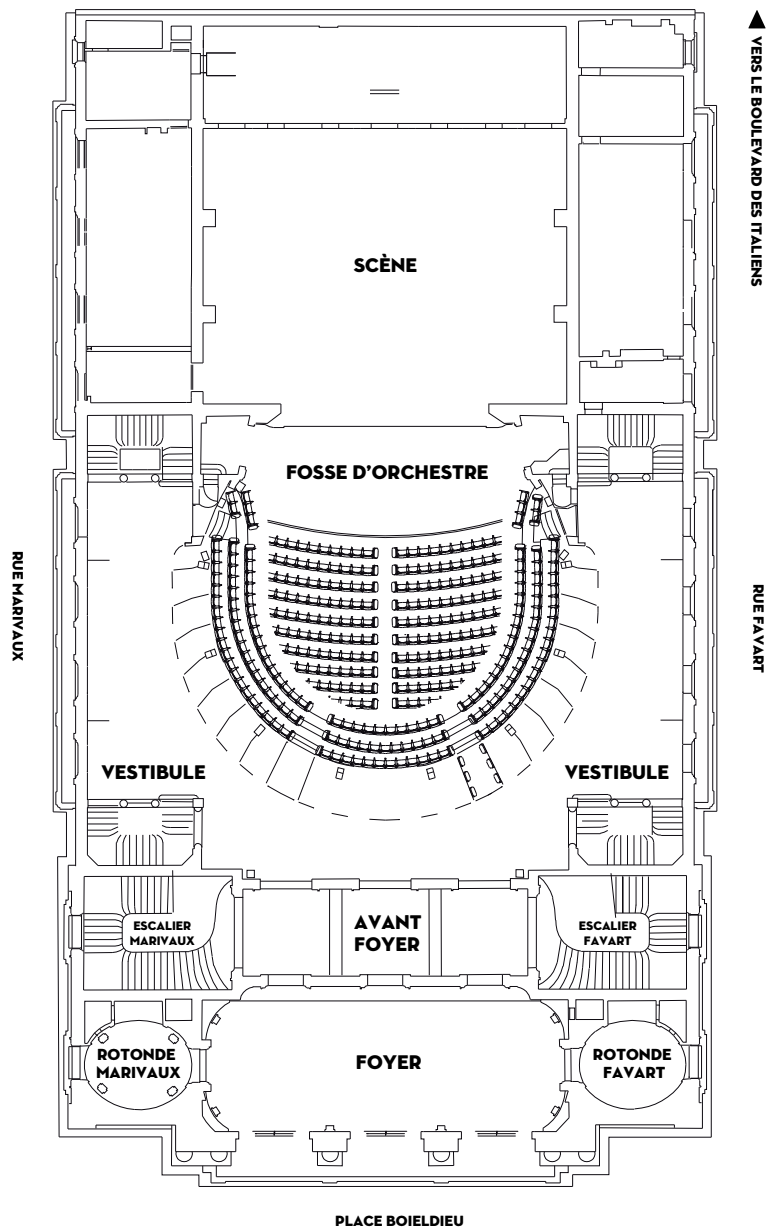 VERS LE BOULEVARD DES ITALIENS
SCÈNE
FOSSE D'ORCHESTRE
RUE MARIVAUX
RUE FAVART
VESTIBULE
VESTIBULE
ESCALIER
MARIVAUX
AVANT
FOYER
ESCALIER
FAVART
ROTONDE
MARIVAUX
FOYER
ROTONDE
FAVART
PLACE BOIELDIEU